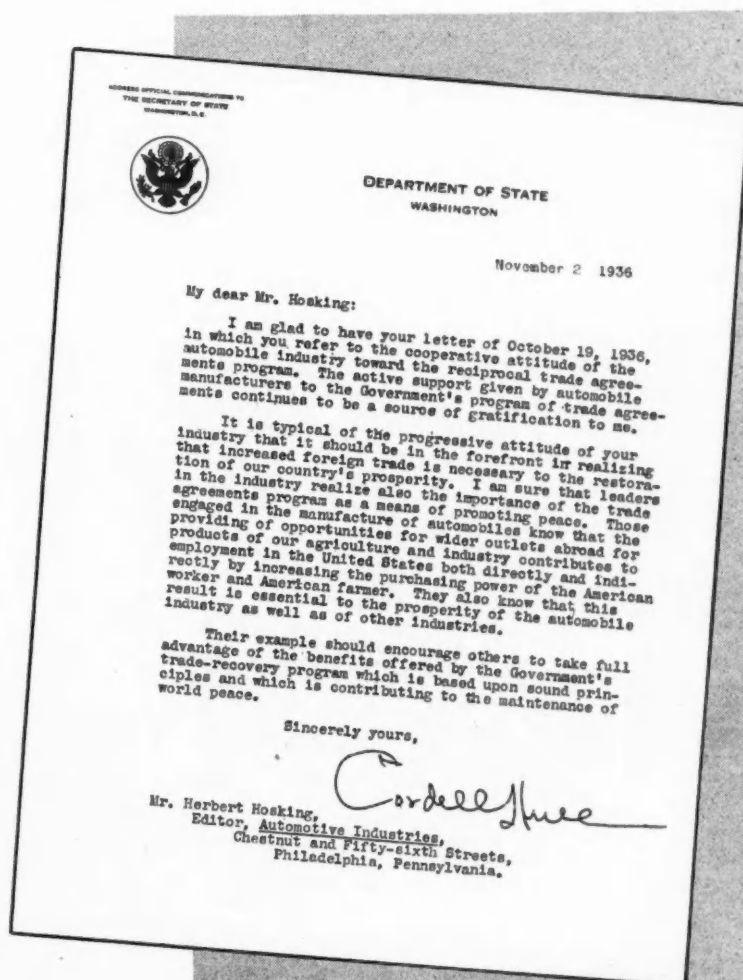 ADDRESS OFFICIAL COMMUNICATIONS TO
THE SECRETARY OF STATE
WASHINGTON, D. C.
DEPARTMENT OF STATE
WASHINGTON
November 2 1936
My dear Mr. Hosking:
I am glad to have your letter of October 19, 1936,
in which you refer to the cooperative attitude of the
automobile industry toward the reciprocal trade agree-
ments program. The active support given by automobile
manufacturers to the Government's program of trade agree-
ments continues to be a source of gratification to me.
It is typical of the progressive attitude of your
industry that it should be in the forefront in realizing
that increased foreign trade is necessary to the restora-
tion of our country's prosperity. I am sure that leaders
in the industry realize also the importance of the trade
agreements program as a means of promoting peace. Those
engaged in the manufacture of automobiles know that the
providing of opportunities for wider outlets abroad for
products of our agriculture and industry contributes to
employment in the United States both directly and indi-
rectly by increasing the purchasing power of the American
worker and American farmer. They also know that this
result is essential to the prosperity of the automobile
industry as well as of other industries.
Their example should encourage others to take full
advantage of the benefits offered by the Government's
trade-recovery program which is based upon sound prin-
ciples and which is contributing to the maintenance of
world peace.
Sincerely yours,
Cordell Hull
Mr. Herbert Hosking,
Editor, Automotive Industries,
Chestnut and Fifty-sixth Streets,
Philadelphia, Pennsylvania.